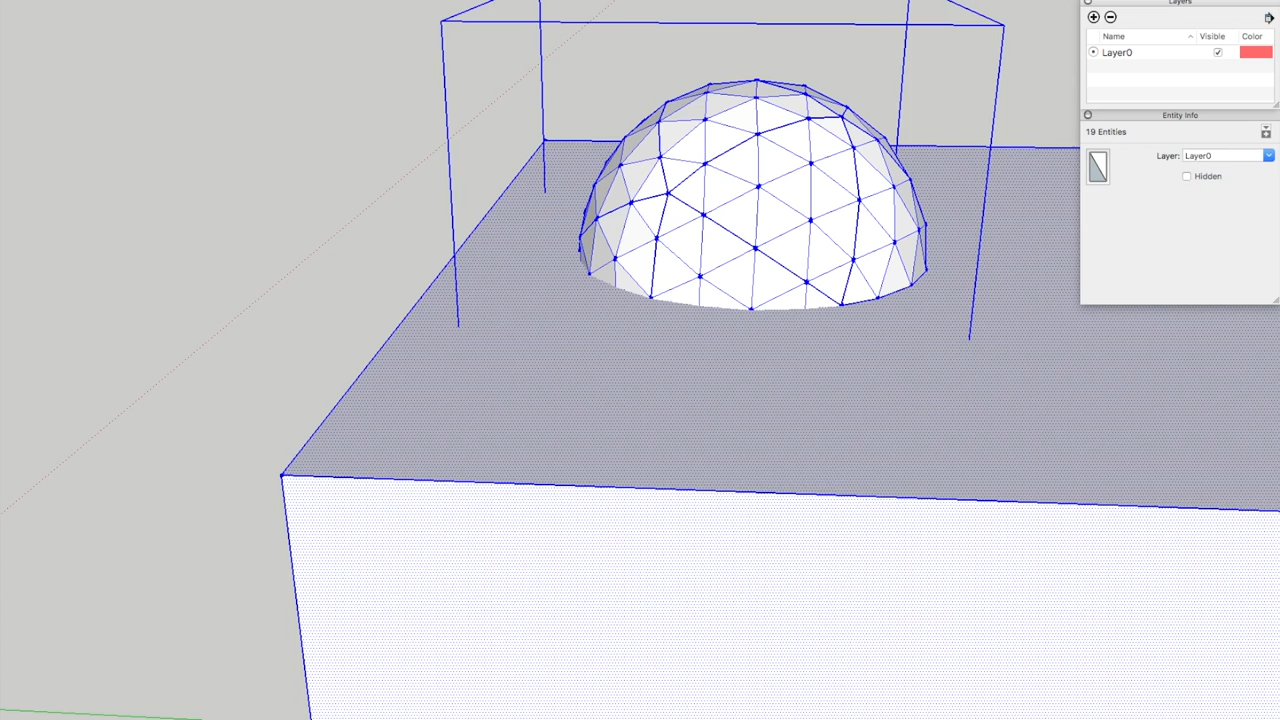 Layers
Name Visible Color
Layer0
Entity Info
19 Entities
Layer: Layer0
Hidden